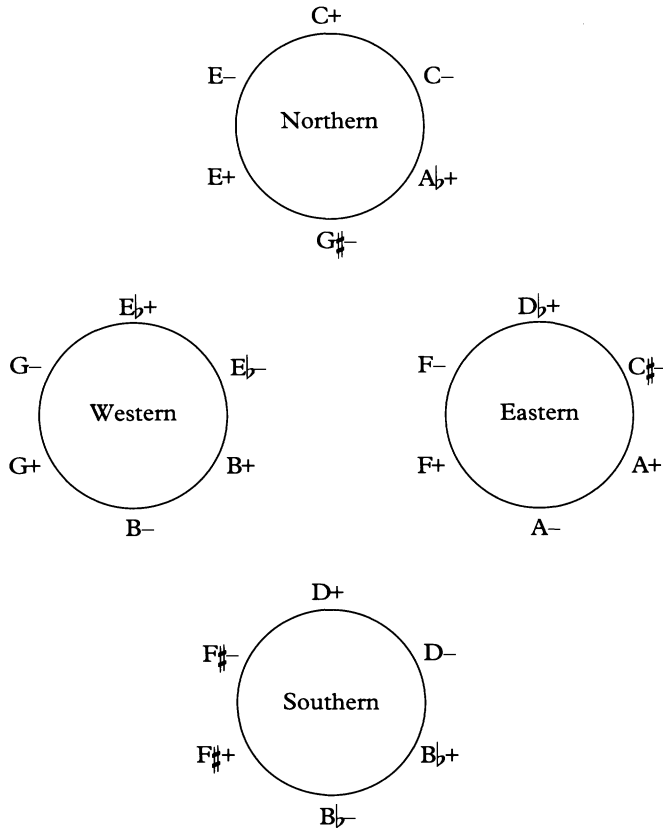 C+
E– C–
Northern
E+ A♭+
G♯–
E♭+ D♭+
G– E♭– F– C♯–
Western Eastern
G+ B+ F+ A+
B– A–
D+
F♯– D–
Southern
F♯+ B♭+
B♭–